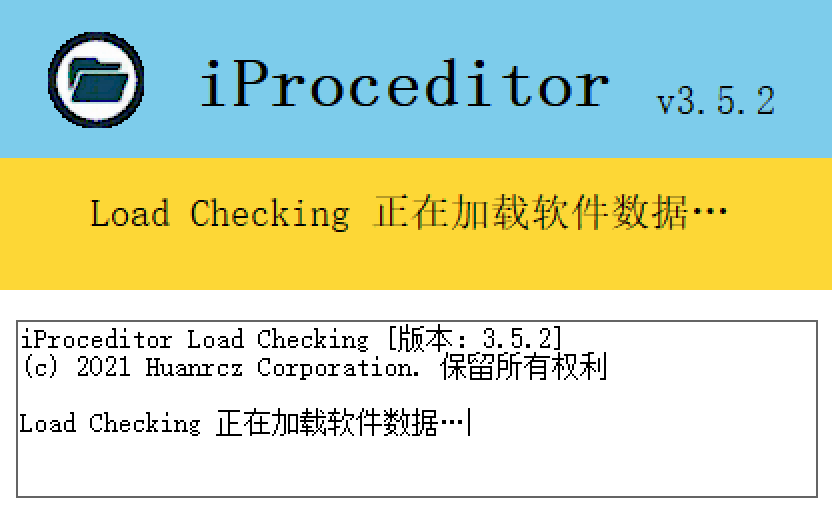 iProceditor v3.5.2
Load Checking 正在加载软件数据…
iProceditor Load Checking [版本: 3.5.2]
(c) 2021 Huanrcz Corporation. 保留所有权利
Load Checking 正在加载软件数据…